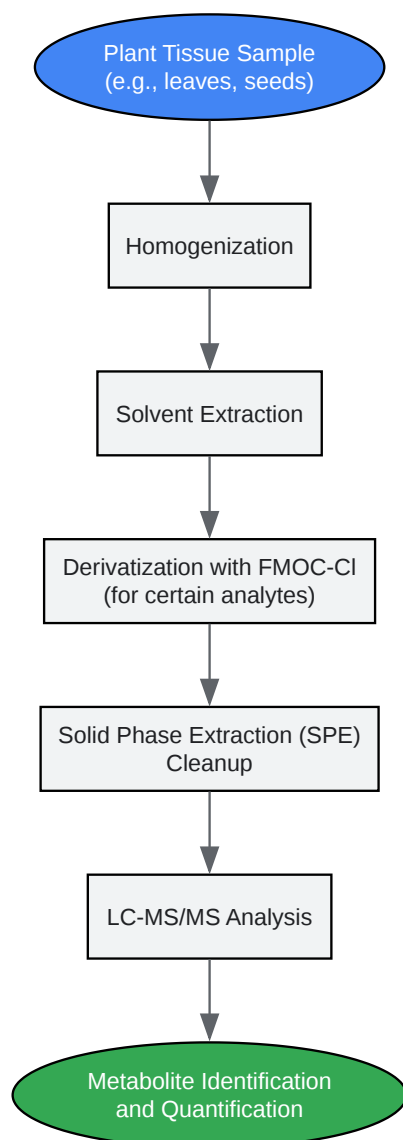 Plant Tissue Sample
(e.g., leaves, seeds)
Homogenization
Solvent Extraction
Derivatization with FMOC-Cl
(for certain analytes)
Solid Phase Extraction (SPE)
Cleanup
LC-MS/MS Analysis
Metabolite Identification
and Quantification